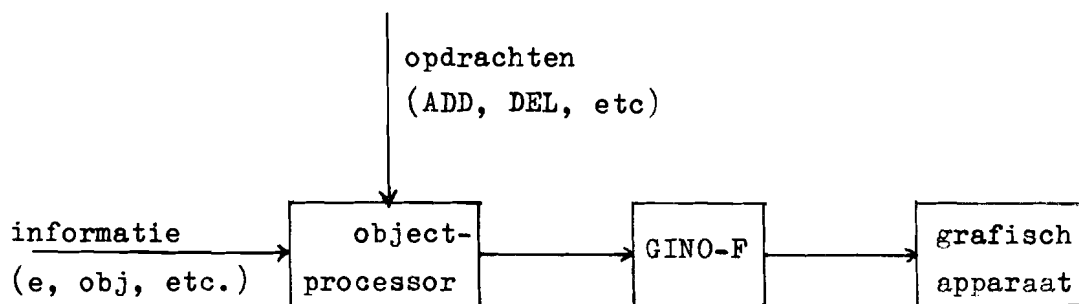 opdrachten
(ADD, DEL, etc)
informatie
(e, obj, etc.)
object-
processor
GINO-F
grafisch
apparaat